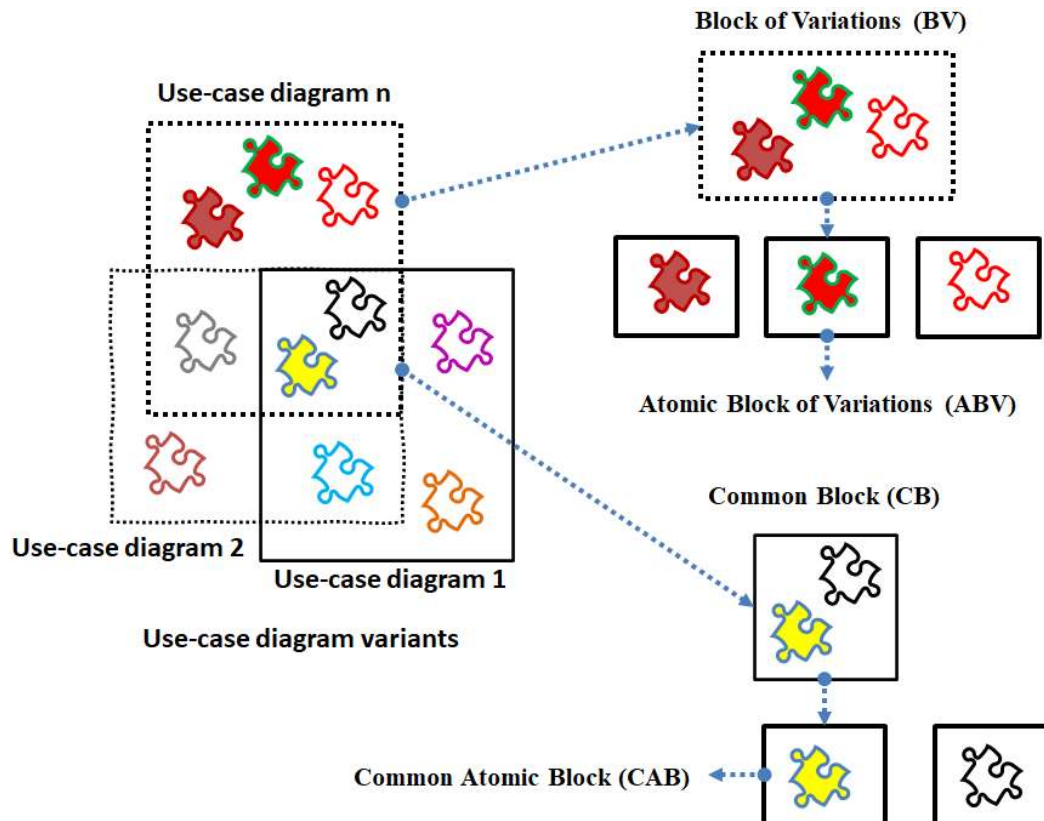 Block of Variations (BV)
Use-case diagram n
Atomic Block of Variations (ABV)
Common Block (CB)
Use-case diagram 2
Use-case diagram 1
Use-case diagram variants
Common Atomic Block (CAB)